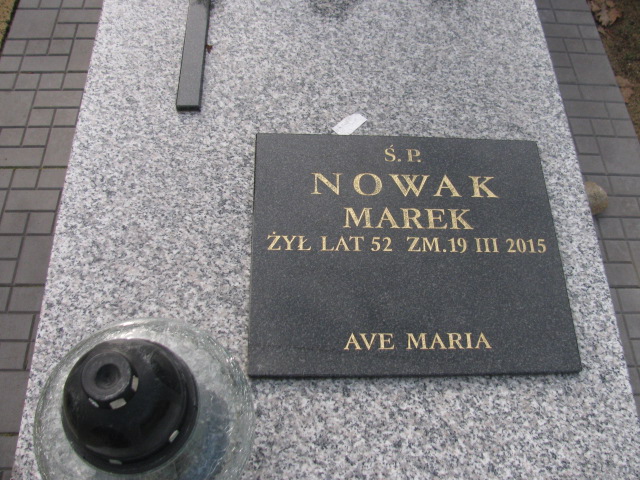 Ś.P.
NOWAK
MAREK
ŻYŁ LAT 52 ZM.19 III 2015
AVE MARIA